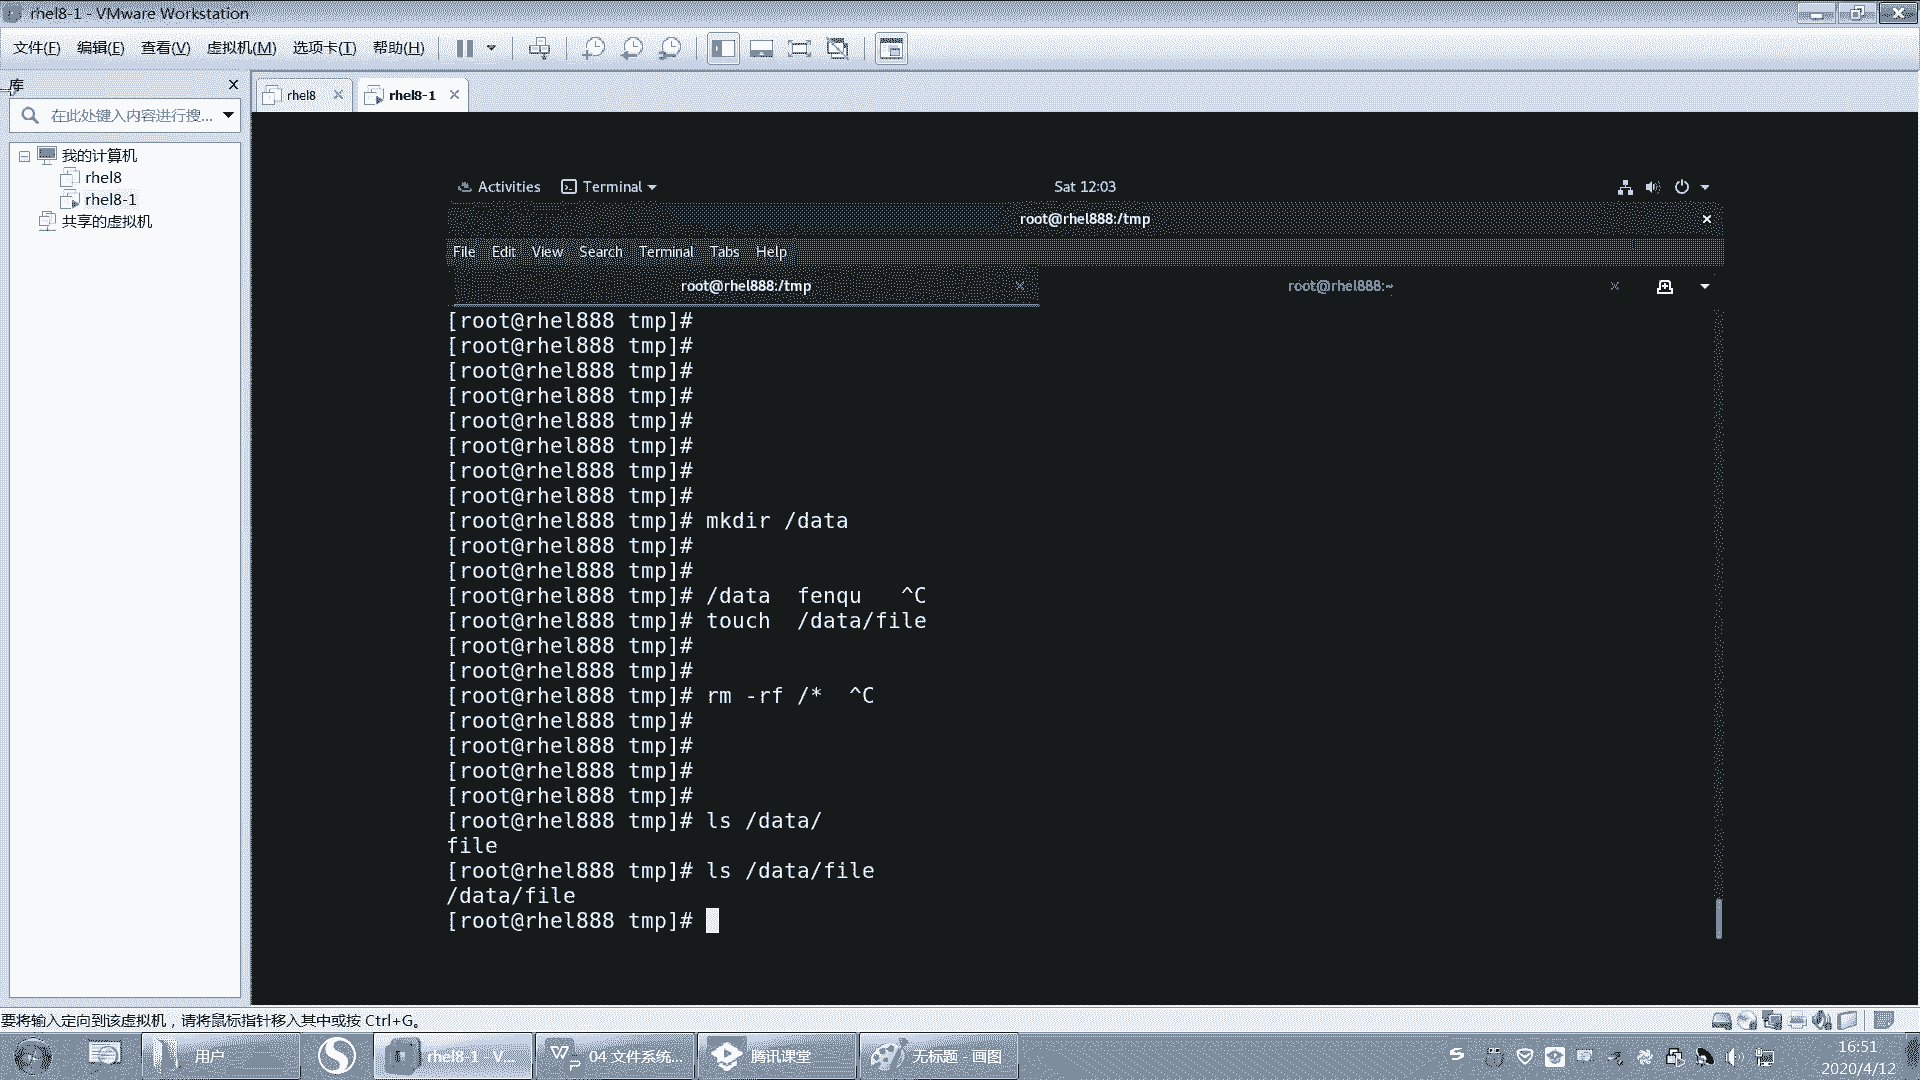 rhel8-1 - VMware Workstation
文件(F) 编辑(E) 查看(V) 虚拟机(M) 选项卡(T) 帮助(H)
库
在此处键入内容进行搜...
我的计算机
rhel8
rhel8-1
共享的虚拟机
rhel8 rhel8-1
Activities Terminal Sat 12:03
root@rhel888:/tmp
File Edit View Search Terminal Tabs Help
root@rhel888:/tmp root@rhel888:~
[root@rhel888 tmp]#
[root@rhel888 tmp]#
[root@rhel888 tmp]#
[root@rhel888 tmp]#
[root@rhel888 tmp]#
[root@rhel888 tmp]#
[root@rhel888 tmp]#
[root@rhel888 tmp]#
[root@rhel888 tmp]# mkdir /data
[root@rhel888 tmp]#
[root@rhel888 tmp]#
[root@rhel888 tmp]# /data  fenqu   ^C
[root@rhel888 tmp]# touch  /data/file
[root@rhel888 tmp]#
[root@rhel888 tmp]#
[root@rhel888 tmp]# rm -rf /*  ^C
[root@rhel888 tmp]#
[root@rhel888 tmp]#
[root@rhel888 tmp]#
[root@rhel888 tmp]#
[root@rhel888 tmp]# ls /data/
file
[root@rhel888 tmp]# ls /data/file
/data/file
[root@rhel888 tmp]#
要将输入定向到该虚拟机，请将鼠标指针移入其中或按 Ctrl+G。
用户 rhel8-1 - V... 04 文件系统... 腾讯课堂 无标题 - 画图
16:51
2020/4/12